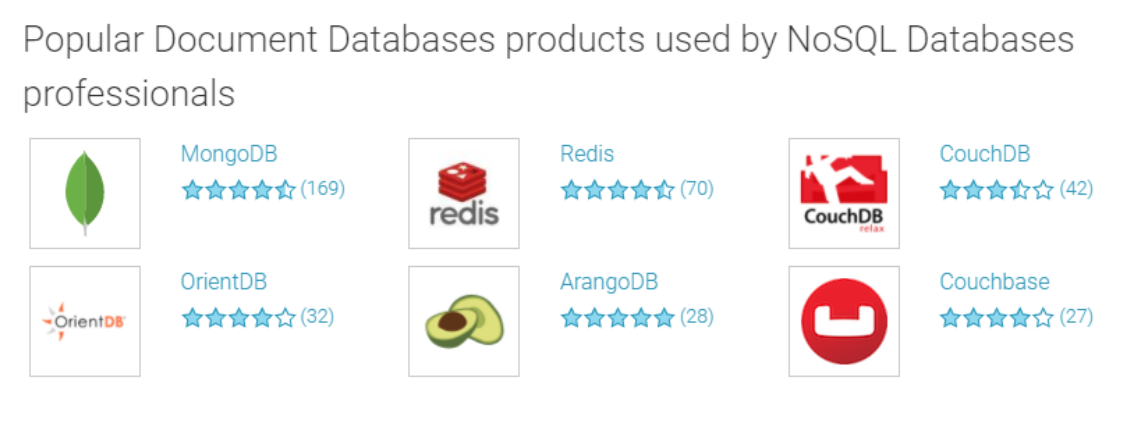 Popular Document Databases products used by NoSQL Databases
professionals
MongoDB
(169)
redis
Redis
(70)
CouchDB
relax
CouchDB
(42)
OrientDB
OrientDB
(32)
ArangoDB
(28)
Couchbase
(27)